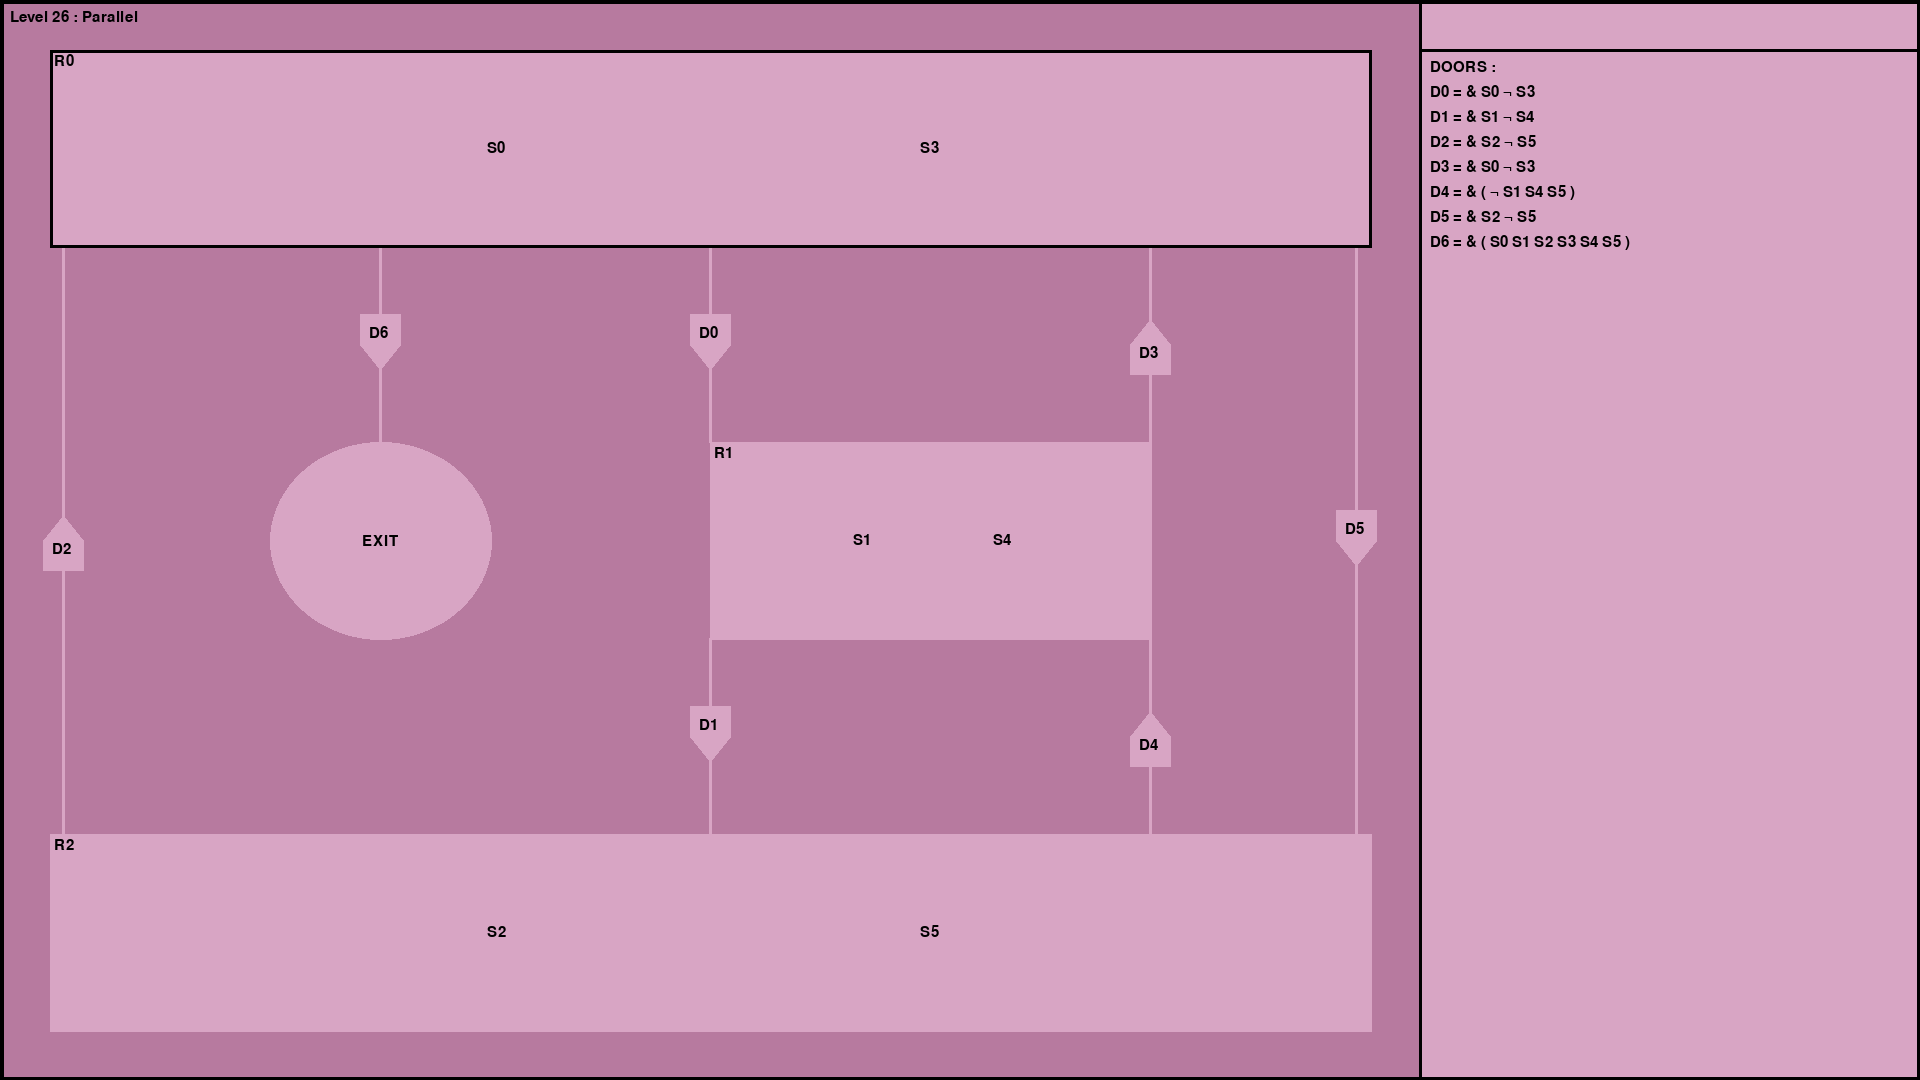 Level 26 : Parallel
R0
S0 S3
D6 D0 D3
R1
D2 EXIT S1 S4 D5
D1 D4
R2
S2 S5
DOORS :
D0 = & S0 ¬ S3
D1 = & S1 ¬ S4
D2 = & S2 ¬ S5
D3 = & S0 ¬ S3
D4 = & ( ¬ S1 S4 S5 )
D5 = & S2 ¬ S5
D6 = & ( S0 S1 S2 S3 S4 S5 )